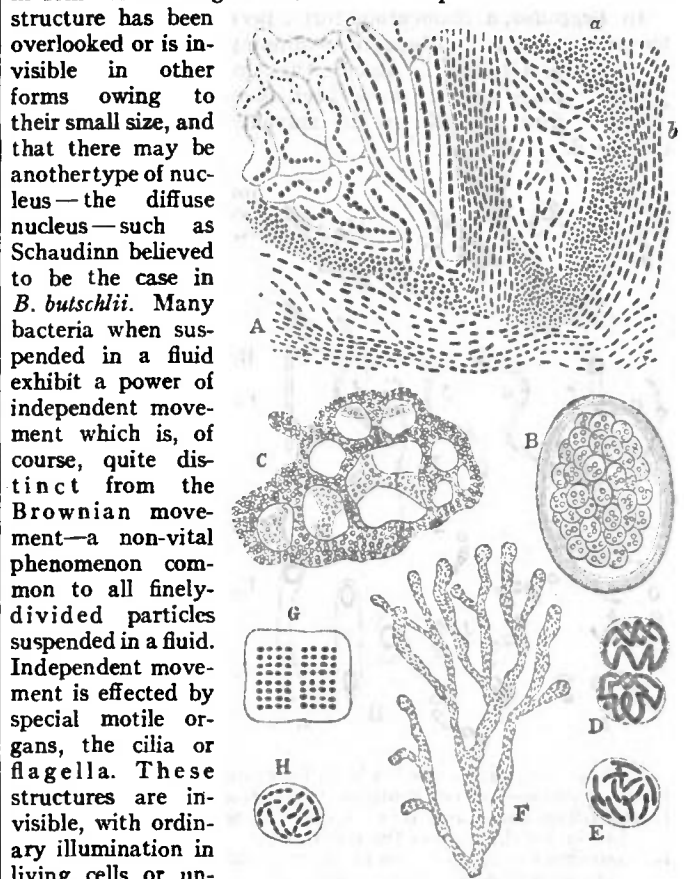 structure has been
overlooked or is in-
visible in other
forms owing to
their small size, and
that there may be
anothertype of nuc-
leus—the diffuse
nucleus—such as
Schaudinn believed
to be the case in
B. butschlii. Many
bacteria when sus-
pended in a fluid
exhibit a power of
independent move-
ment which is, of
course, quite dis-
tinct from the
Brownian move-
ment—a non-vital
phenomenon com-
mon to all finely-
divided particles
suspended in a fluid.
Independent move-
ment is effected by
special motile or-
gans, the cilia or
flagella. These
structures are in-
visible, with ordin-
ary illumination in
living cells or un-
c
a
b
A
C
B
G
D
H
F
E